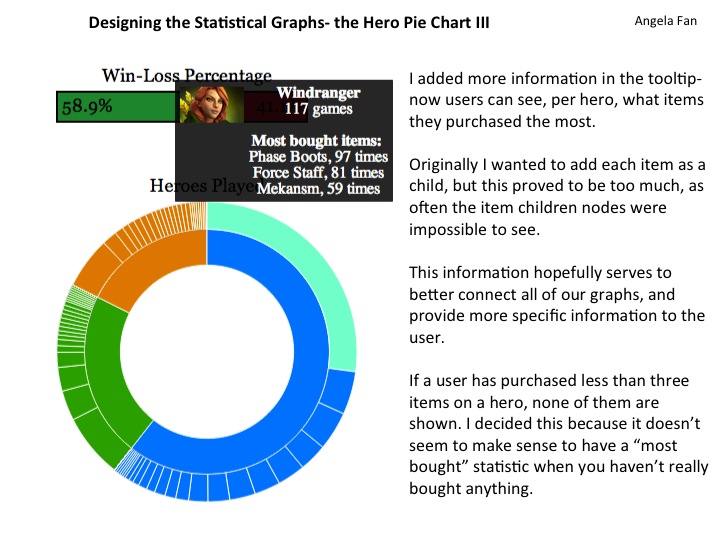 Designing the Statistical Graphs- the Hero Pie Chart III
Angela Fan
Win-Loss Percentage
58.9%
41.
Windranger
117 games
Most bought items:
Phase Boots, 97 times
Force Staff, 81 times
Mekansm, 59 times
Heroes Playe
I added more information in the tooltip-
now users can see, per hero, what items
they purchased the most.
Originally I wanted to add each item as a
child, but this proved to be too much, as
often the item children nodes were
impossible to see.
This information hopefully serves to
better connect all of our graphs, and
provide more specific information to the
user.
If a user has purchased less than three
items on a hero, none of them are
shown. I decided this because it doesn’t
seem to make sense to have a “most
bought” statistic when you haven’t really
bought anything.